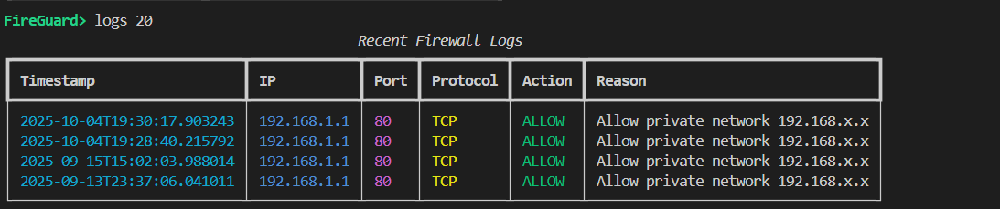 FireGuard> logs 20
Recent Firewall Logs
Timestamp IP Port Protocol Action Reason
2025-10-04T19:30:17.903243 192.168.1.1 80 TCP ALLOW Allow private network 192.168.x.x
2025-10-04T19:28:40.215792 192.168.1.1 80 TCP ALLOW Allow private network 192.168.x.x
2025-09-15T15:02:03.988014 192.168.1.1 80 TCP ALLOW Allow private network 192.168.x.x
2025-09-13T23:37:06.041011 192.168.1.1 80 TCP ALLOW Allow private network 192.168.x.x